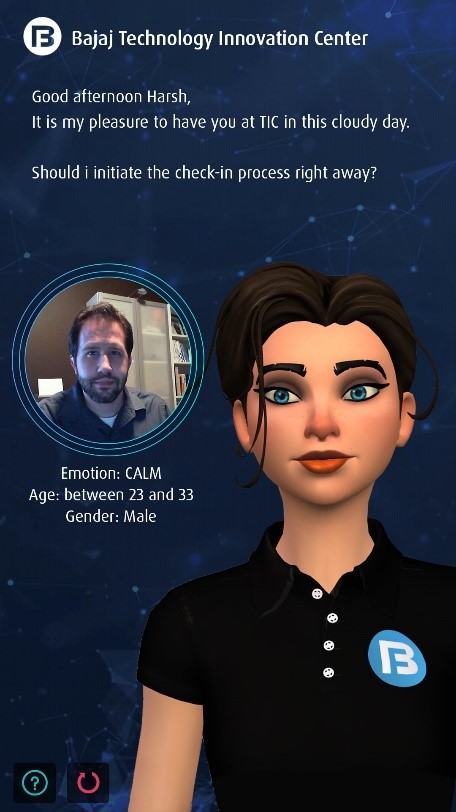 Bajaj Technology Innovation Center
Good afternoon Harsh,
It is my pleasure to have you at TIC in this cloudy day.
Should i initiate the check-in process right away?
Emotion: CALM
Age: between 23 and 33
Gender: Male
B
?